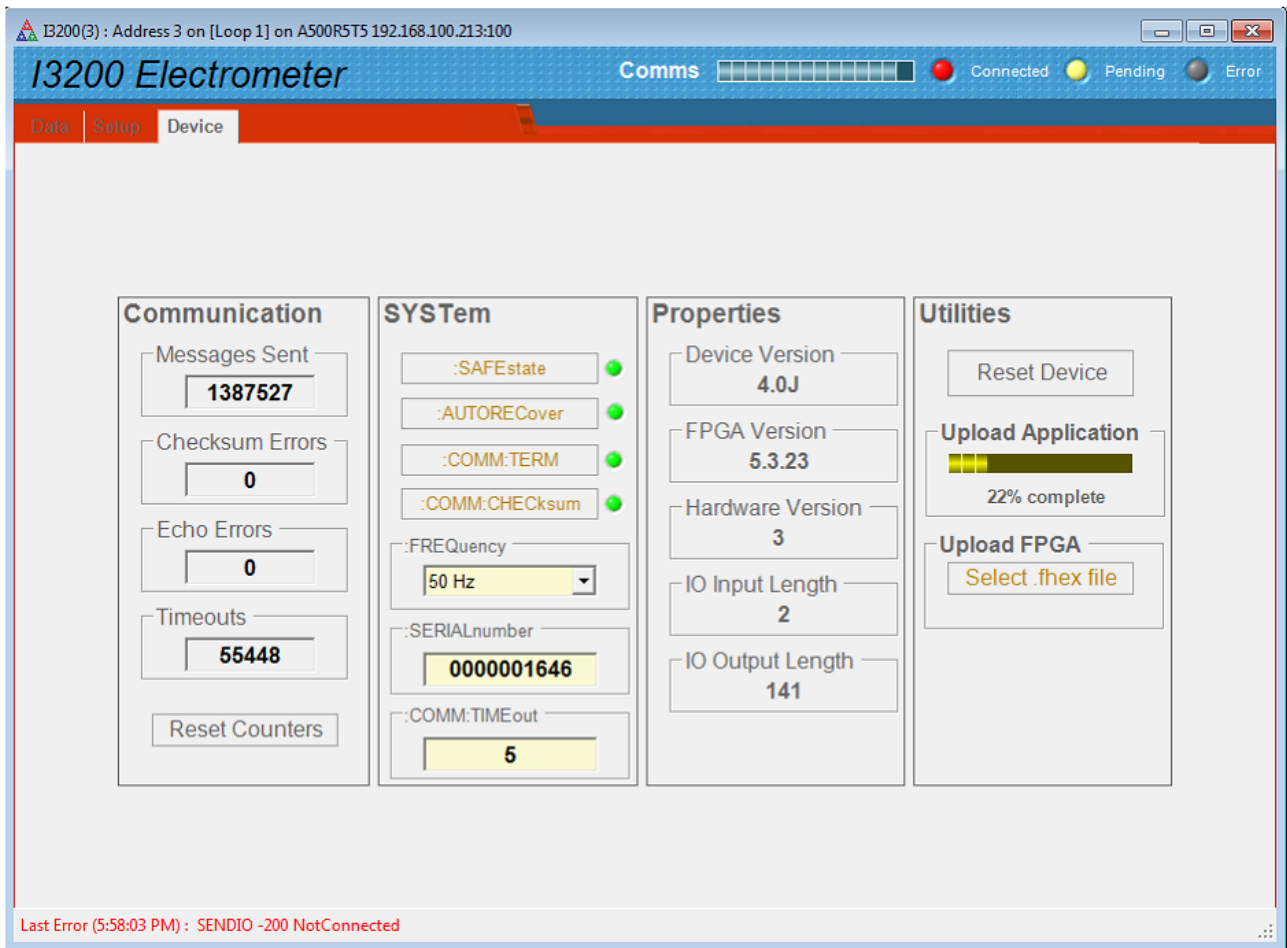 I3200(3) : Address 3 on [Loop 1] on A500R5T5 192.168.100.213:100
I3200 Electrometer
Comms
Connected
Pending
Error
Data
Setup
Device
Communication
Messages Sent
1387527
Checksum Errors
0
Echo Errors
0
Timeouts
55448
Reset Counters
SYSTem
:SAFEstate
:AUTORECover
:COMM:TERM
:COMM:CHECksum
:FREQuency
50 Hz
:SERIALnumber
0000001646
:COMM:TIMEout
5
Properties
Device Version
4.0J
FPGA Version
5.3.23
Hardware Version
3
IO Input Length
2
IO Output Length
141
Utilities
Reset Device
Upload Application
22% complete
Upload FPGA
Select .fhex file
Last Error (5:58:03 PM) : SENDIO -200 NotConnected